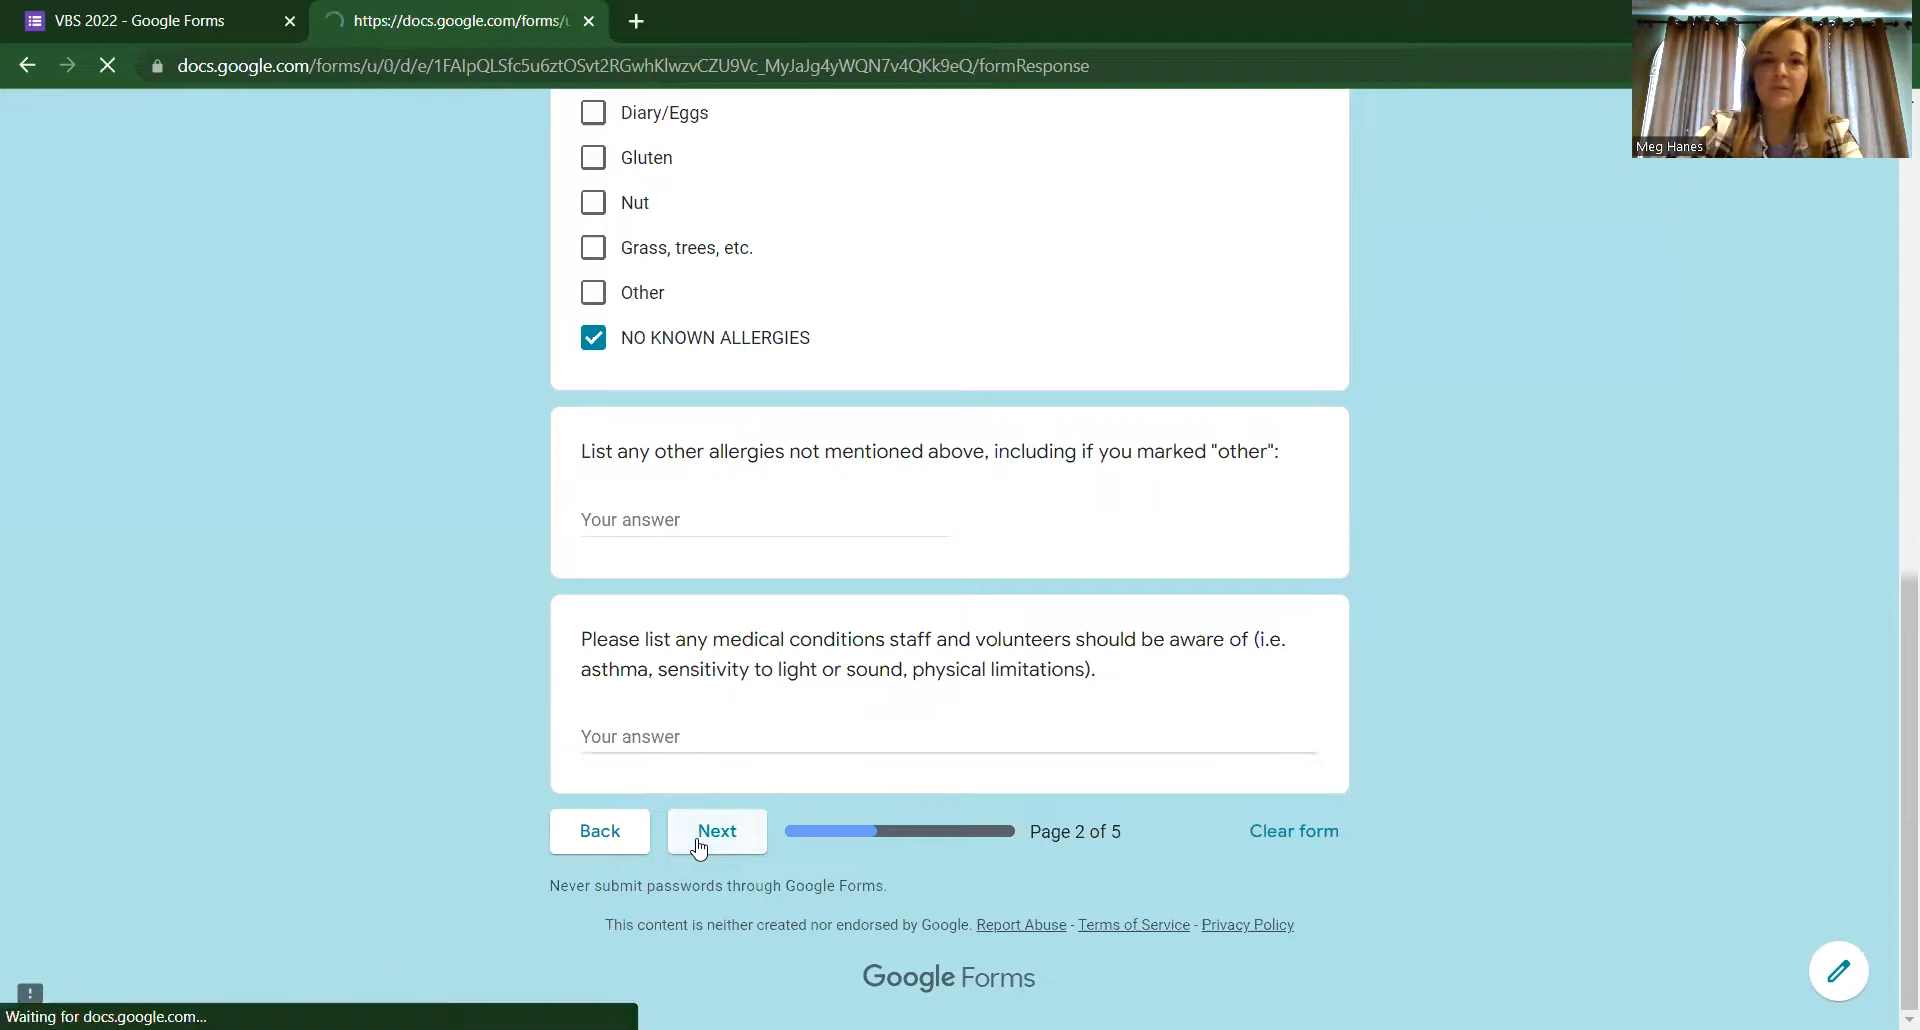 VBS 2022 - Google Forms
https://docs.google.com/forms/u
docs.google.com/forms/u/0/d/e/1FAIpQLSfc5u6ztOSvt2RGwhKlwzvCZU9Vc_MyJaJg4yWQN7v4QKk9eQ/formResponse
Meg Hanes
Diary/Eggs
Gluten
Nut
Grass, trees, etc.
Other
NO KNOWN ALLERGIES
List any other allergies not mentioned above, including if you marked "other":
Your answer
Please list any medical conditions staff and volunteers should be aware of (i.e.
asthma, sensitivity to light or sound, physical limitations).
Your answer
Back
Next
Page 2 of 5
Clear form
Never submit passwords through Google Forms.
This content is neither created nor endorsed by Google. Report Abuse - Terms of Service - Privacy Policy
Google Forms
Waiting for docs.google.com...